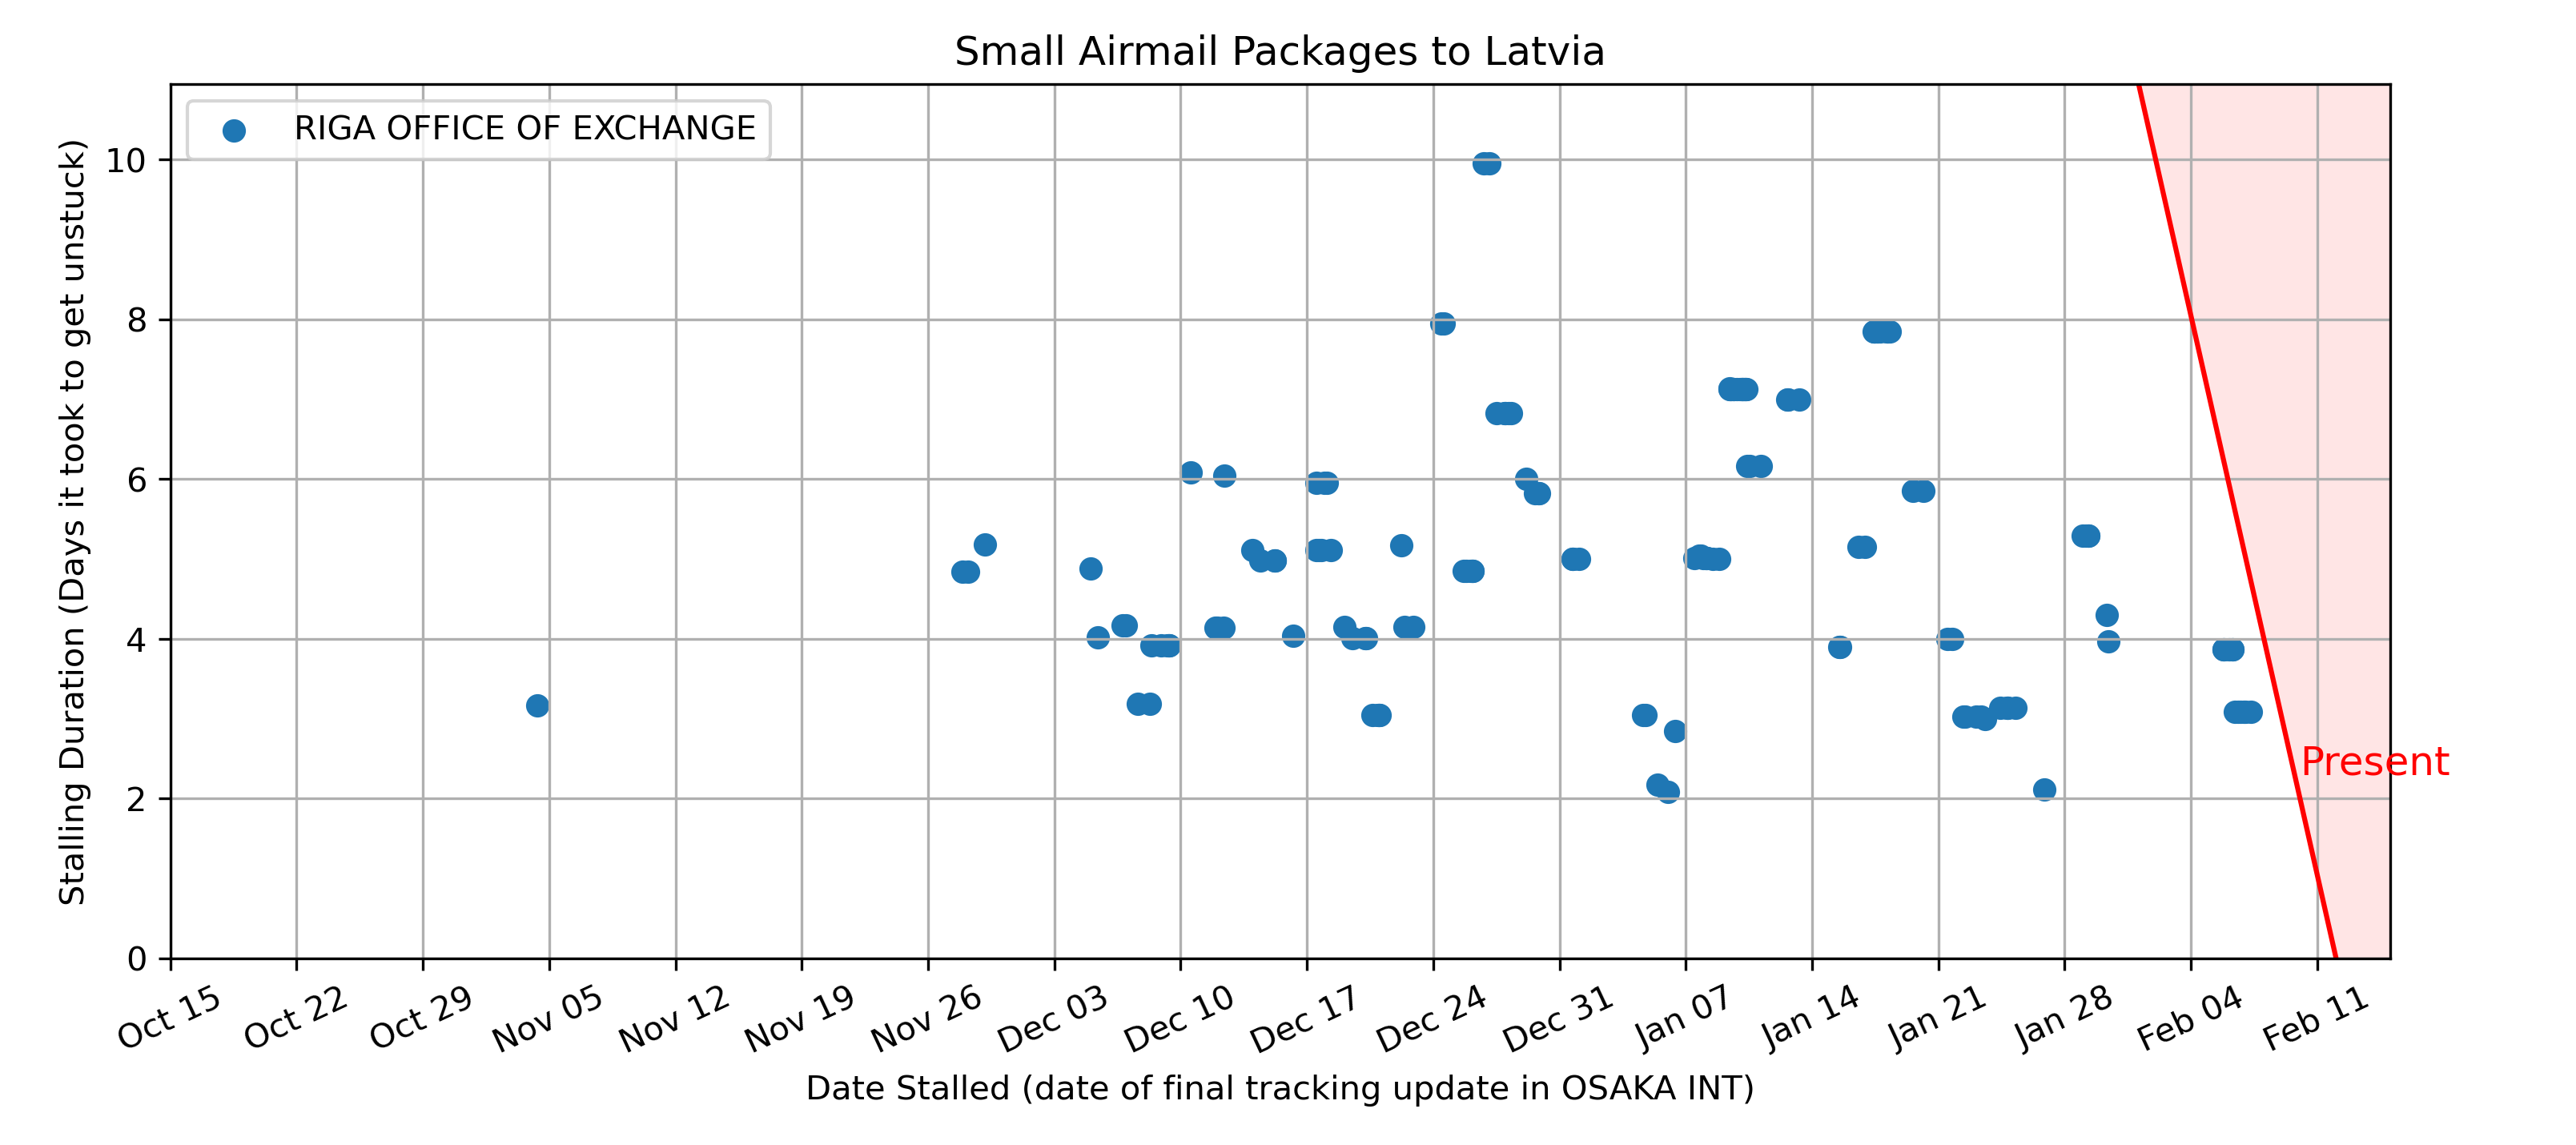 Small Airmail Packages to Latvia
RIGA OFFICE OF EXCHANGE
Stalling Duration (Days it took to get unstuck)
10
8
6
4
2
0
Present
Oct 15 Oct 22 Oct 29 Nov 05 Nov 12 Nov 19 Nov 26 Dec 03 Dec 10 Dec 17 Dec 24 Dec 31 Jan 07 Jan 14 Jan 21 Jan 28 Feb 04 Feb 11
Date Stalled (date of final tracking update in OSAKA INT)